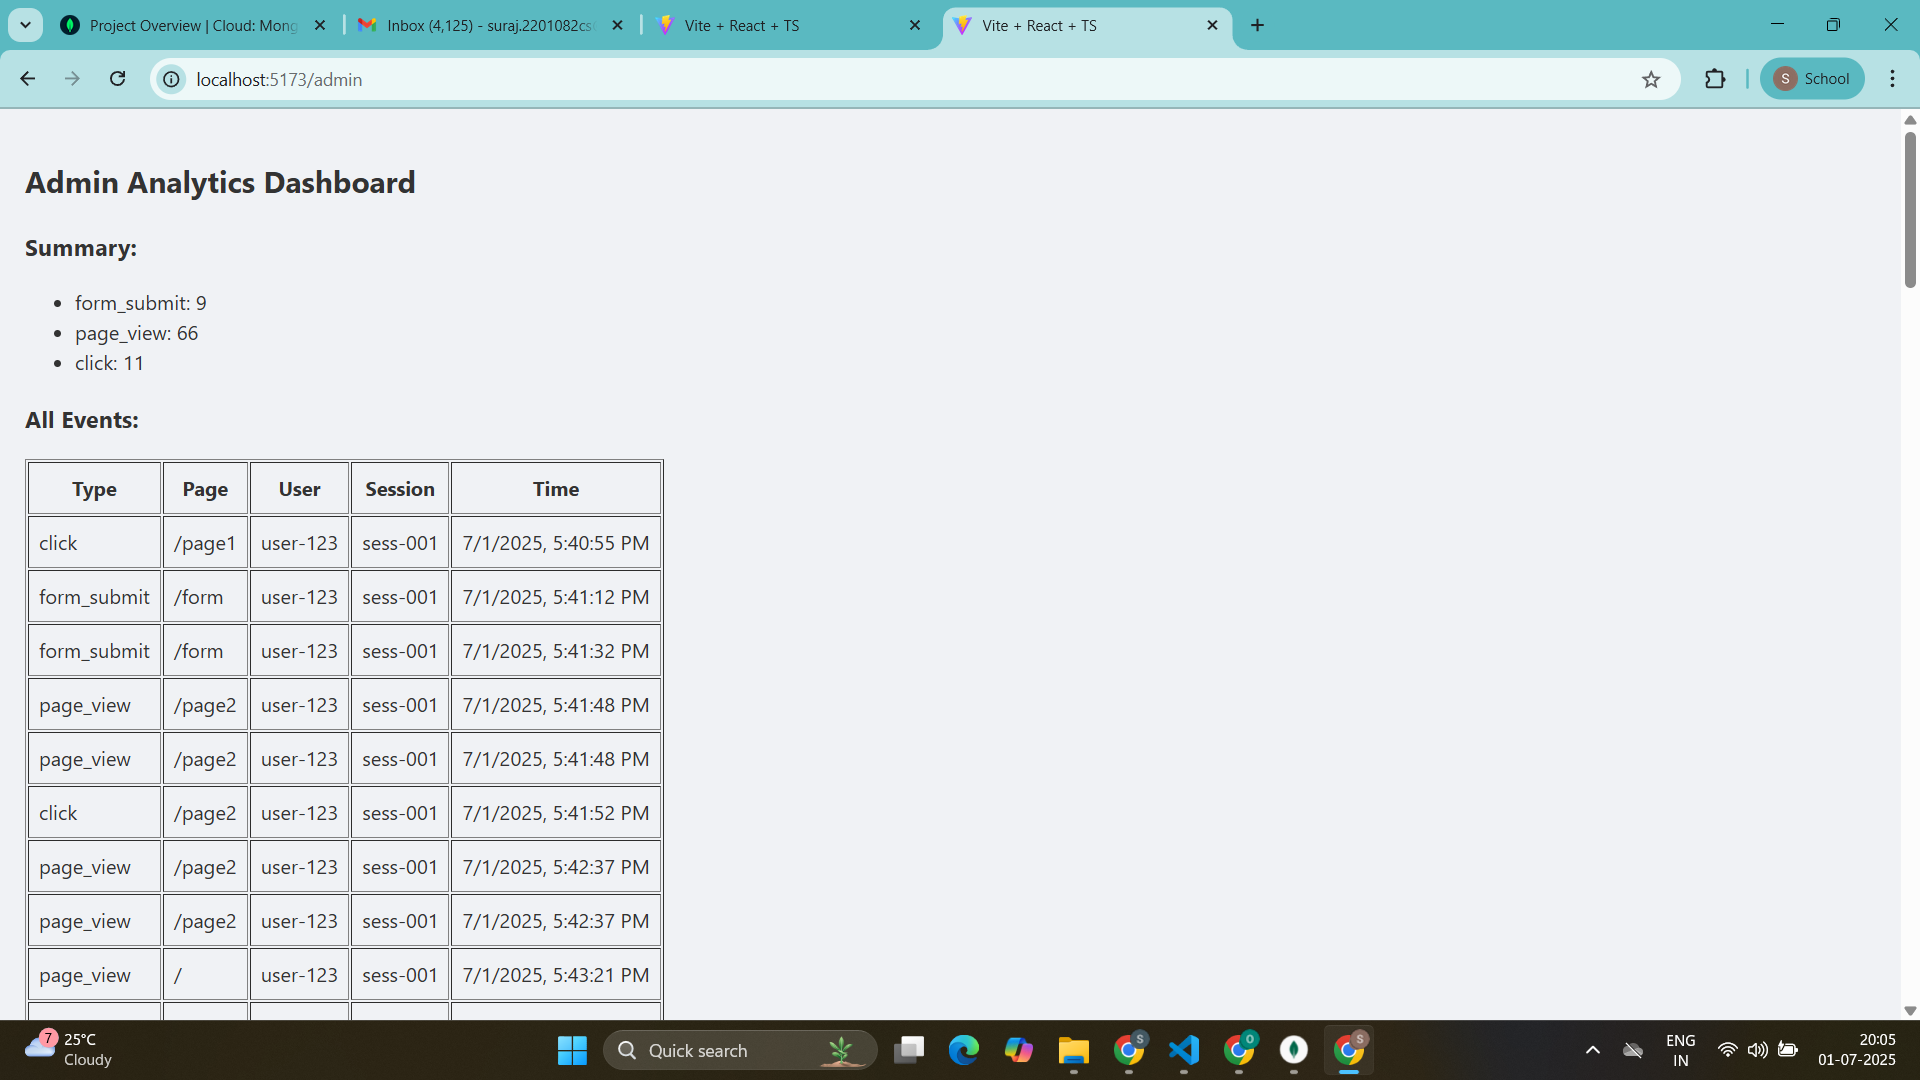 Project Overview | Cloud: Mong
Inbox (4,125) - suraj.2201082cs
Vite + React + TS
Vite + React + TS
localhost:5173/admin
S School
Admin Analytics Dashboard
Summary:
form_submit: 9
page_view: 66
click: 11
All Events:
Type Page User Session Time
click /page1 user-123 sess-001 7/1/2025, 5:40:55 PM
form_submit /form user-123 sess-001 7/1/2025, 5:41:12 PM
form_submit /form user-123 sess-001 7/1/2025, 5:41:32 PM
page_view /page2 user-123 sess-001 7/1/2025, 5:41:48 PM
page_view /page2 user-123 sess-001 7/1/2025, 5:41:48 PM
click /page2 user-123 sess-001 7/1/2025, 5:41:52 PM
page_view /page2 user-123 sess-001 7/1/2025, 5:42:37 PM
page_view /page2 user-123 sess-001 7/1/2025, 5:42:37 PM
page_view / user-123 sess-001 7/1/2025, 5:43:21 PM
7
25°C
Cloudy
Quick search
S
O
S
ENG
IN
20:05
01-07-2025